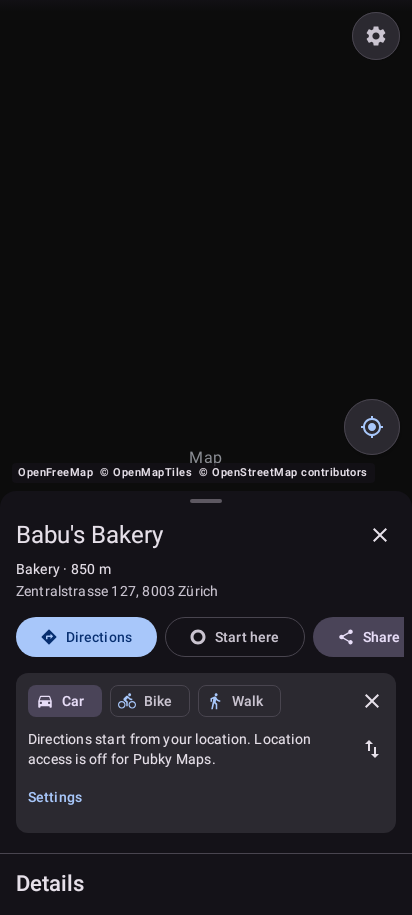 Map
OpenFreeMap © OpenMapTiles © OpenStreetMap contributors
Babu's Bakery
Bakery · 850 m
Zentralstrasse 127, 8003 Zürich
Directions
Start here
Share
Car
Bike
Walk
Directions start from your location. Location
access is off for Pubky Maps.
Settings
Details